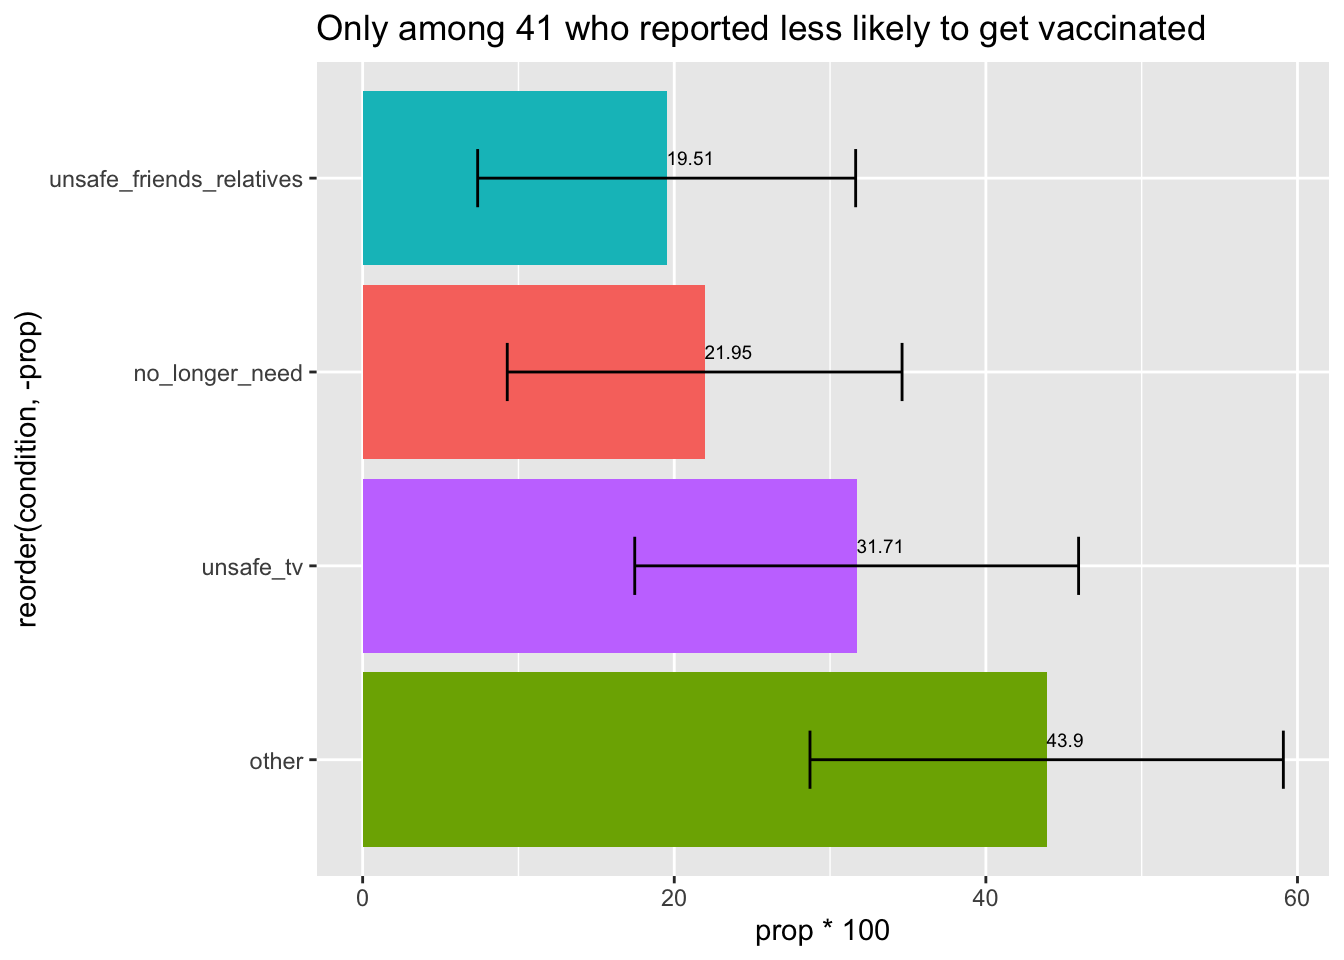 Only among 41 who reported less likely to get vaccinated
reorder(condition, -prop)
unsafe_friends_relatives
19.51
no_longer_need
21.95
unsafe_tv
31.71
other
43.9
0 20 40 60
prop * 100